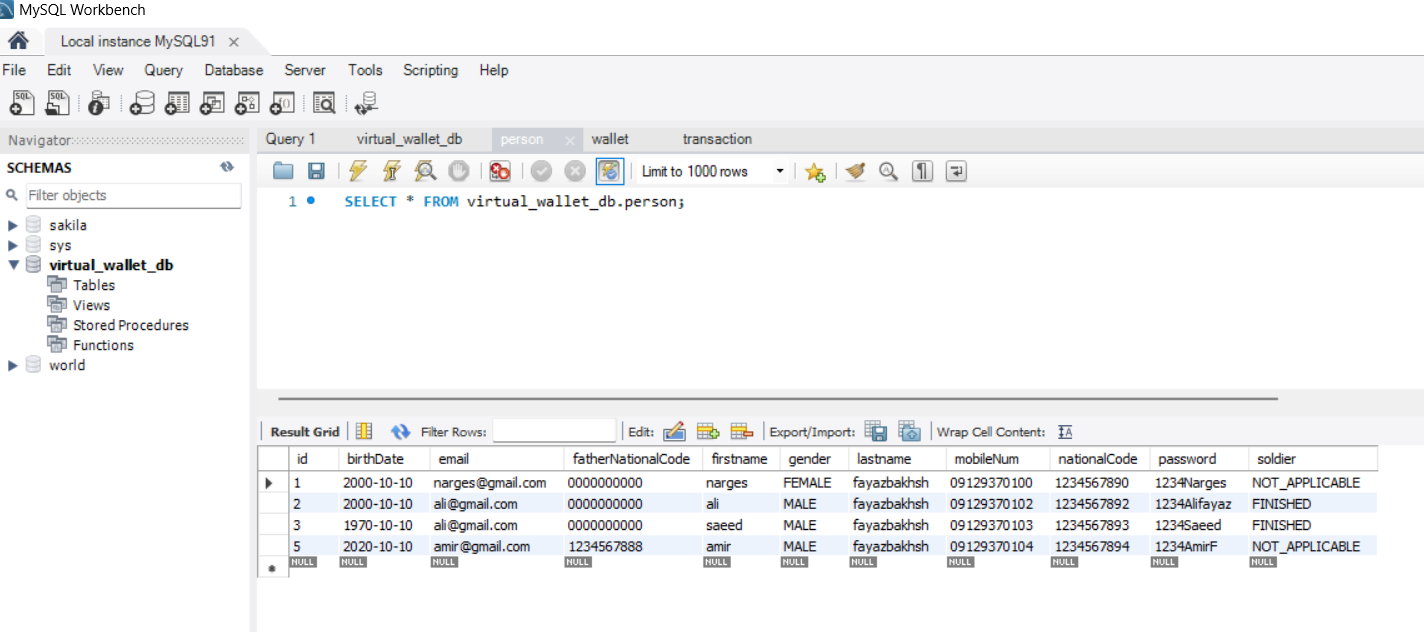 MySQL Workbench
Local instance MySQL91
File Edit View Query Database Server Tools Scripting Help
Navigator
SCHEMAS
Filter objects
sakila
sys
virtual_wallet_db
Tables
Views
Stored Procedures
Functions
world
Query 1 virtual_wallet_db person wallet transaction
Limit to 1000 rows
1 SELECT * FROM virtual_wallet_db.person;
Result Grid Filter Rows: Edit: Export/Import: Wrap Cell Content:
id birthDate email fatherNationalCode firstname gender lastname mobileNum nationalCode password soldier
1 2000-10-10 narges@gmail.com 0000000000 narges FEMALE fayazbakhsh 09129370100 1234567890 1234Narges NOT_APPLICABLE
2 2000-10-10 ali@gmail.com 0000000000 ali MALE fayazbakhsh 09129370102 1234567892 1234Alifayaz FINISHED
3 1970-10-10 ali@gmail.com 0000000000 saeed MALE fayazbakhsh 09129370103 1234567893 1234Saeed FINISHED
5 2020-10-10 amir@gmail.com 1234567888 amir MALE fayazbakhsh 09129370104 1234567894 1234AmirF NOT_APPLICABLE
NULL NULL NULL NULL NULL NULL NULL NULL NULL NULL NULL